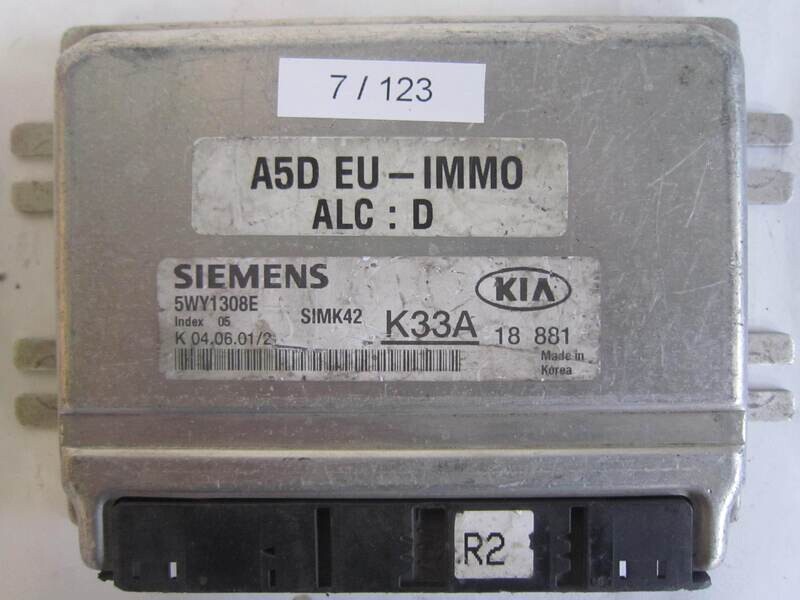 7 / 123
A5D EU – IMMO
ALC : D
SIEMENS
5WY1308E
Index 05
SIMK42
K33A
KIA
18 881
K 04.06.01/2
Made in
Korea
R2